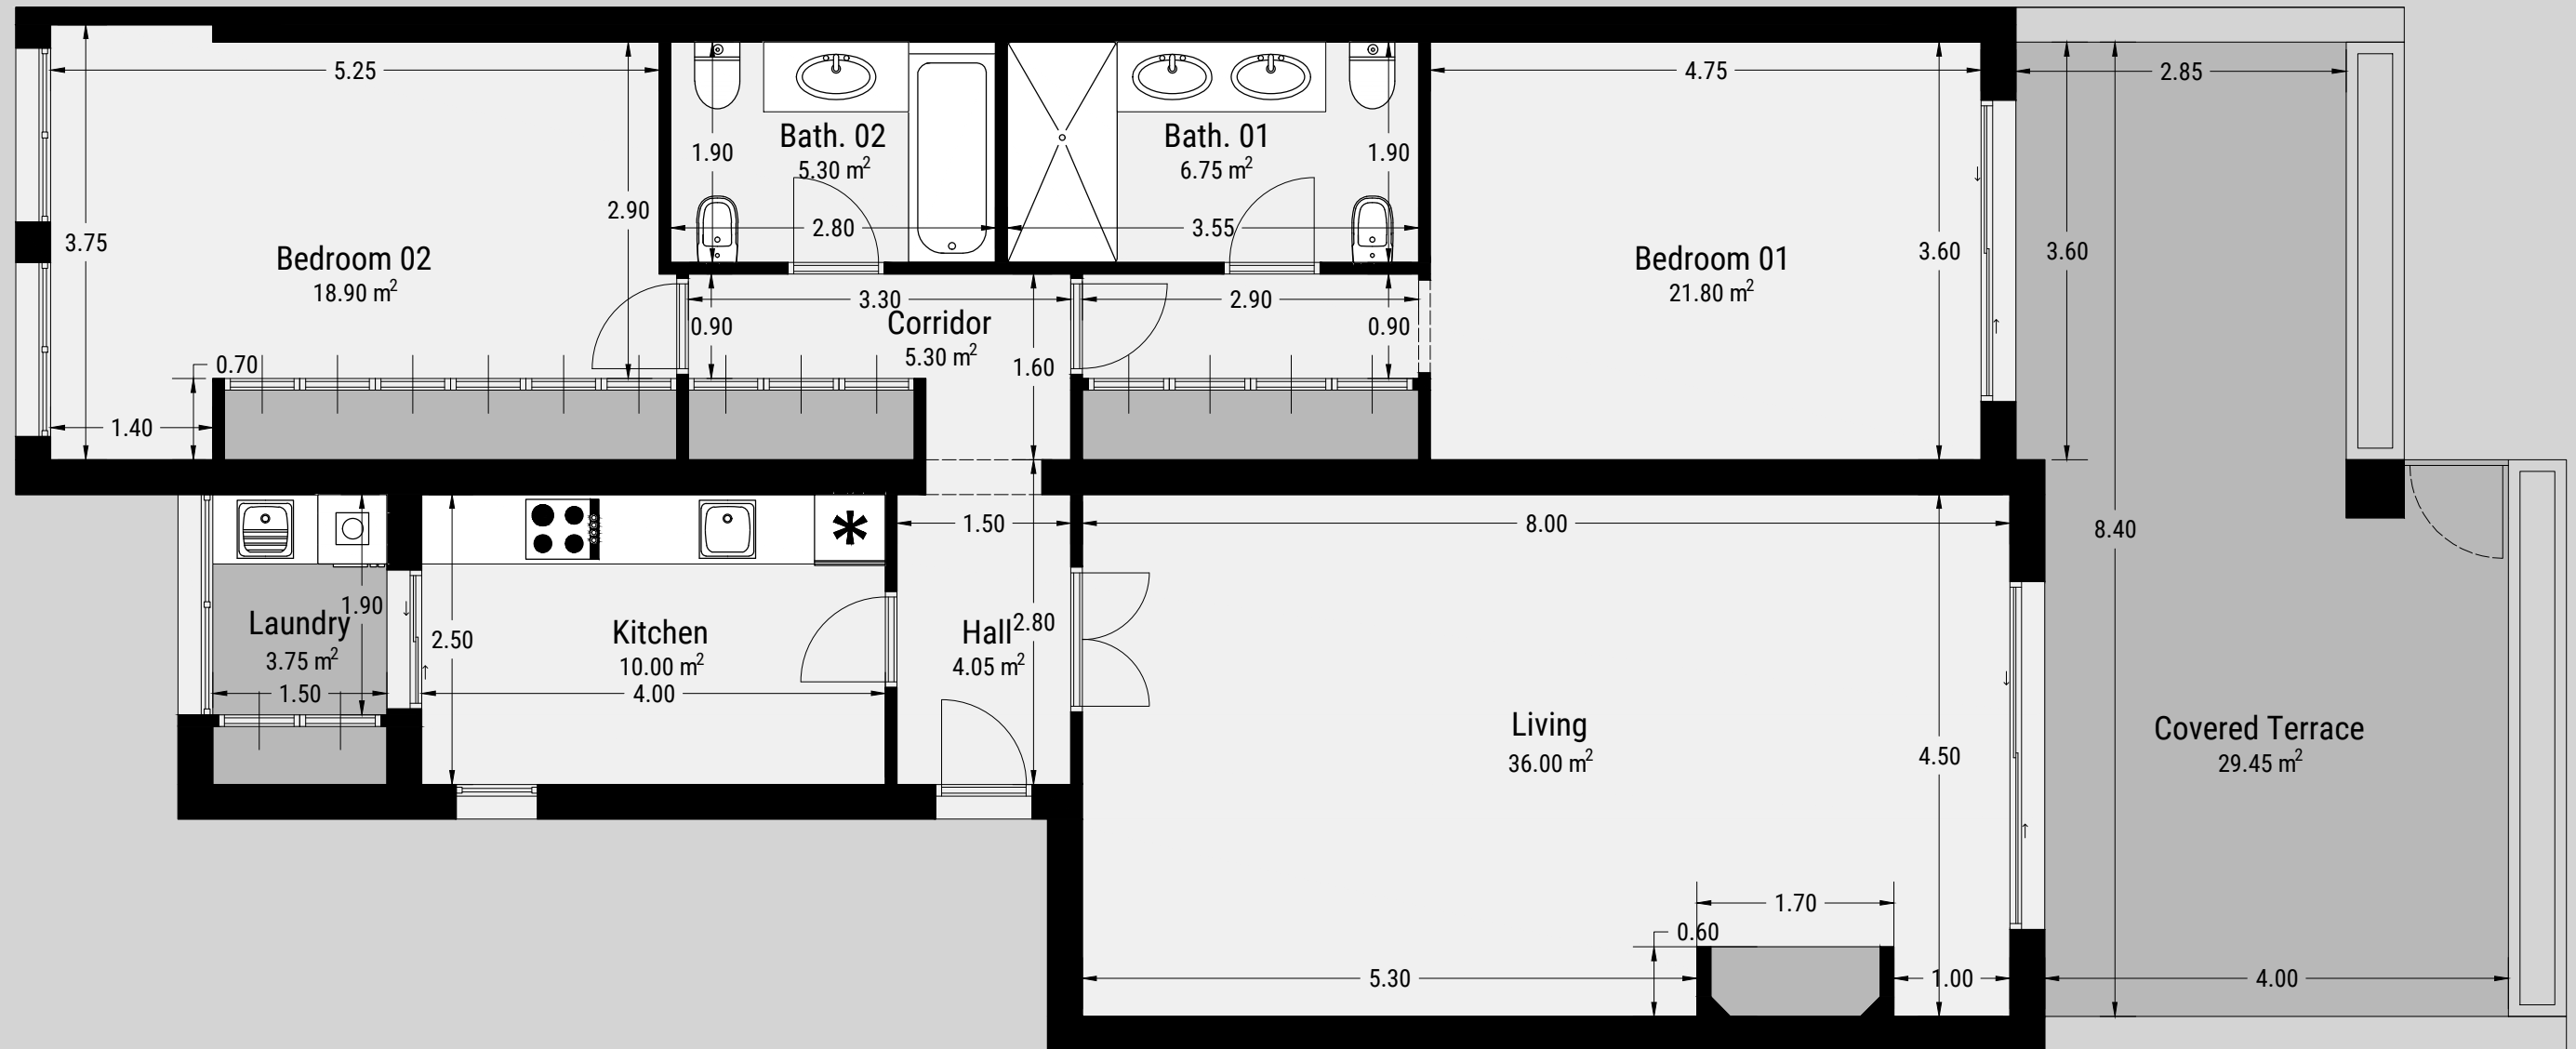 5.25
4.75
2.85
Bath. 02
5.30 m²
1.90
2.80
Bath. 01
6.75 m²
1.90
3.55
2.90
3.75
Bedroom 02
18.90 m²
Bedroom 01
21.80 m²
3.60
3.60
3.30
2.90
Corridor
5.30 m²
0.90
0.90
1.60
0.70
1.40
1.50
8.00
8.40
Laundry
3.75 m²
1.90
1.50
2.50
Kitchen
10.00 m²
4.00
Hall
4.05 m²
2.80
Living
36.00 m²
4.50
Covered Terrace
29.45 m²
1.70
0.60
5.30
1.00
4.00